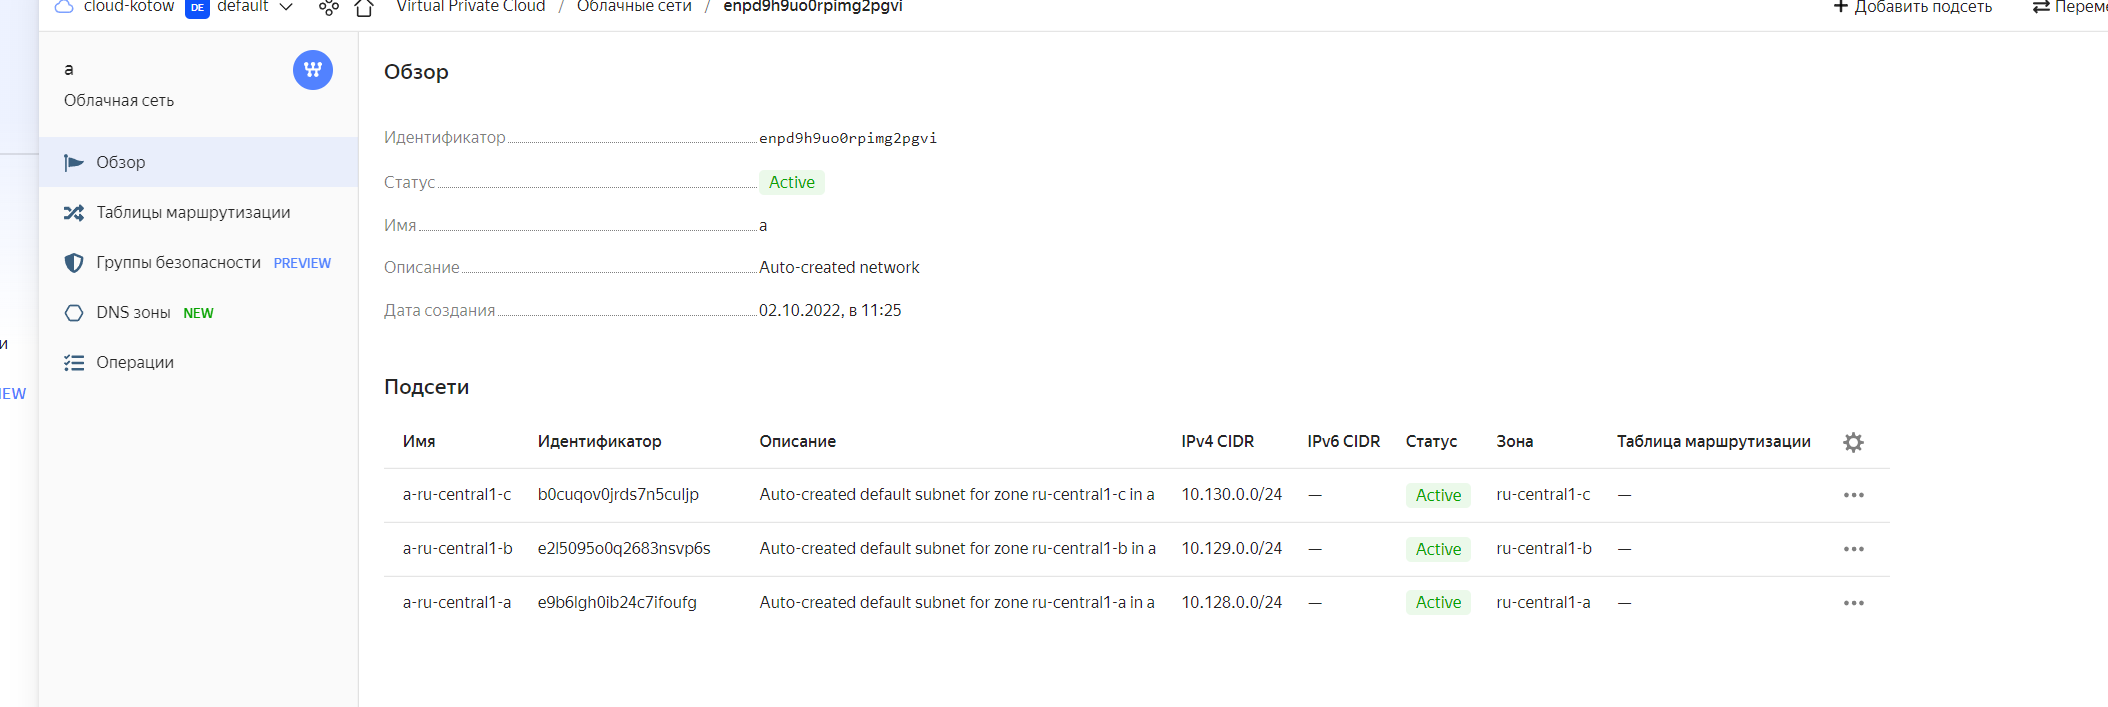 cloud-kotow DE default Virtual Private Cloud / Облачные сети / enpd9h9uo0rpimg2pgvi + Добавить подсеть Переме
a
Облачная сеть
Обзор
Таблицы маршрутизации
Группы безопасности PREVIEW
DNS зоны NEW
Операции
и
IEW
Обзор
Идентификатор enpd9h9uo0rpimg2pgvi
Статус Active
Имя a
Описание Auto-created network
Дата создания 02.10.2022, в 11:25
Подсети
Имя Идентификатор Описание IPv4 CIDR IPv6 CIDR Статус Зона Таблица маршрутизации
a-ru-central1-c b0cuqov0jrds7n5culjp Auto-created default subnet for zone ru-central1-c in a 10.130.0.0/24 — Active ru-central1-c —
a-ru-central1-b e2l5095o0q2683nsvp6s Auto-created default subnet for zone ru-central1-b in a 10.129.0.0/24 — Active ru-central1-b —
a-ru-central1-a e9b6lgh0ib24c7ifoufg Auto-created default subnet for zone ru-central1-a in a 10.128.0.0/24 — Active ru-central1-a —